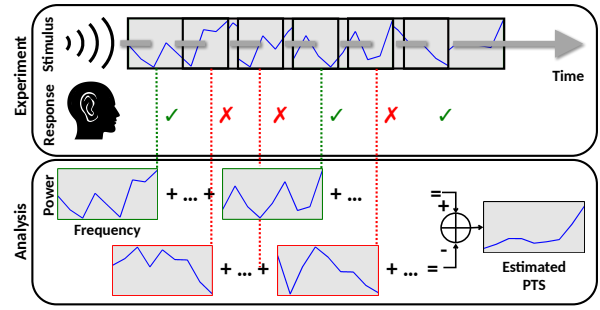 Experiment
Stimulus
Time
Response
✓ ✗ ✗ ✓ ✗ ✓
Analysis
Power
+ ... +
+ ...
=
+
Frequency
-
+ ... +
+ ... =
Estimated
PTS